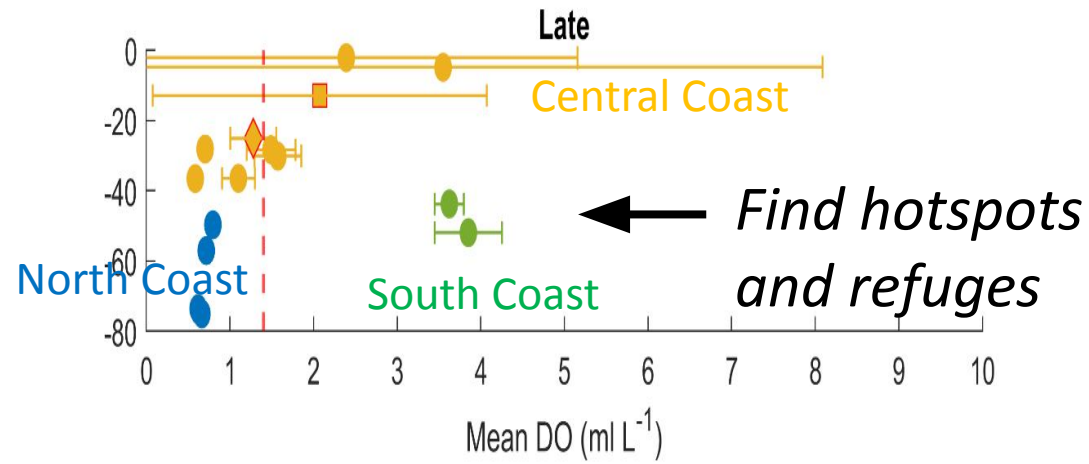 Late
0
-20
-40
-60
-80
Central Coast
North Coast
South Coast
Find hotspots
and refuges
0 1 2 3 4 5 6 7 8 9 10
Mean DO (ml L⁻¹)